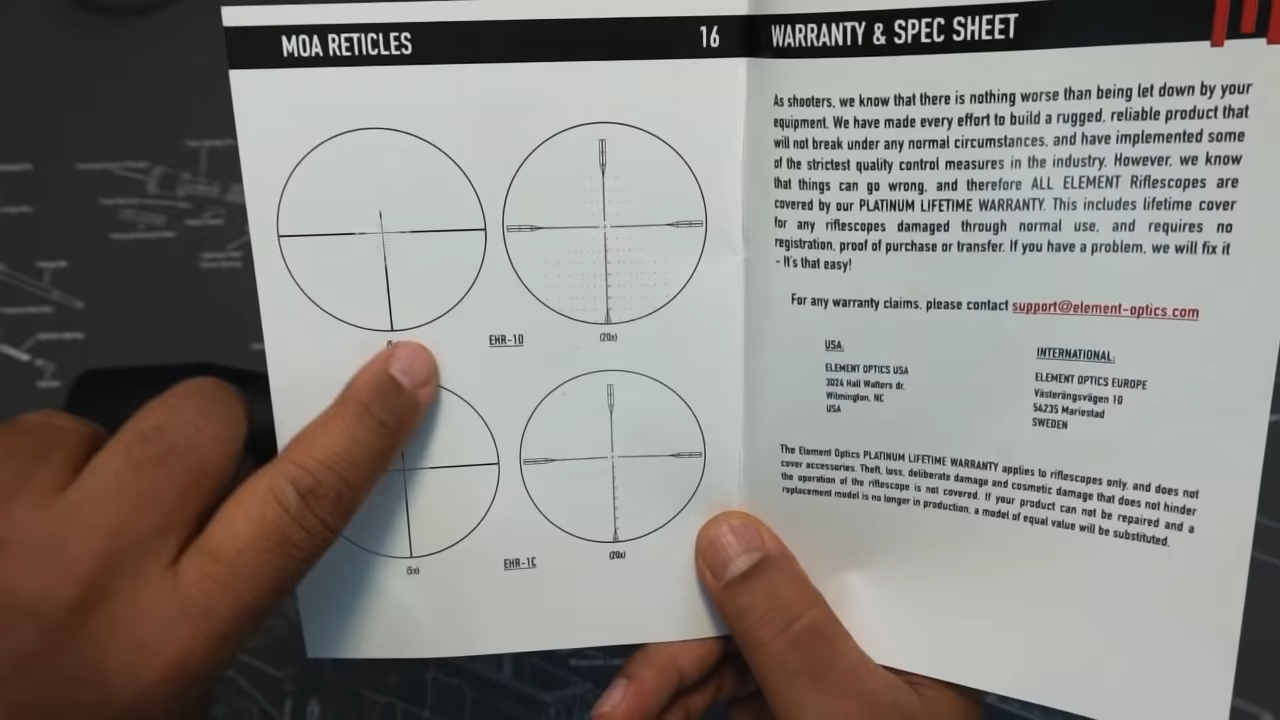 MOA RETICLES
16
EHR-1D
(20x)
(5x)
EHR-1C
(20x)
WARRANTY & SPEC SHEET
As shooters, we know that there is nothing worse than being let down by your
equipment. We have made every effort to build a rugged, reliable product that
will not break under any normal circumstances, and have implemented some
of the strictest quality control measures in the industry. However, we know
that things can go wrong, and therefore ALL ELEMENT Riflescopes are
covered by our PLATINUM LIFETIME WARRANTY. This includes lifetime cover
for any riflescopes damaged through normal use, and requires no
registration, proof of purchase or transfer. If you have a problem, we will fix it
- It's that easy!
For any warranty claims, please contact support@element-optics.com
USA:
ELEMENT OPTICS USA
3024 Hall Watters dr.
Wilmington, NC
USA
INTERNATIONAL:
ELEMENT OPTICS EUROPE
Västerängsvägen 10
54235 Mariestad
SWEDEN
The Element Optics PLATINUM LIFETIME WARRANTY applies to riflescopes only, and does not
cover accessories. Theft, loss, deliberate damage and cosmetic damage that does not hinder
the operation of the riflescope is not covered. If your product can not be repaired and a
replacement model is no longer in production, a model of equal value will be substituted.